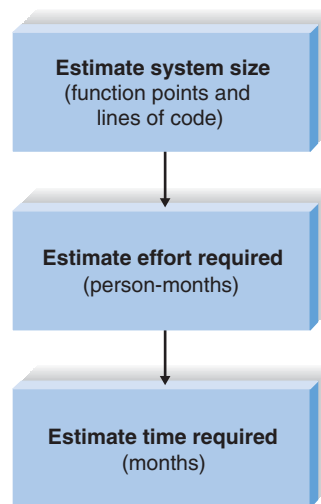 Estimate system size
(function points and
lines of code)
Estimate effort required
(person-months)
Estimate time required
(months)